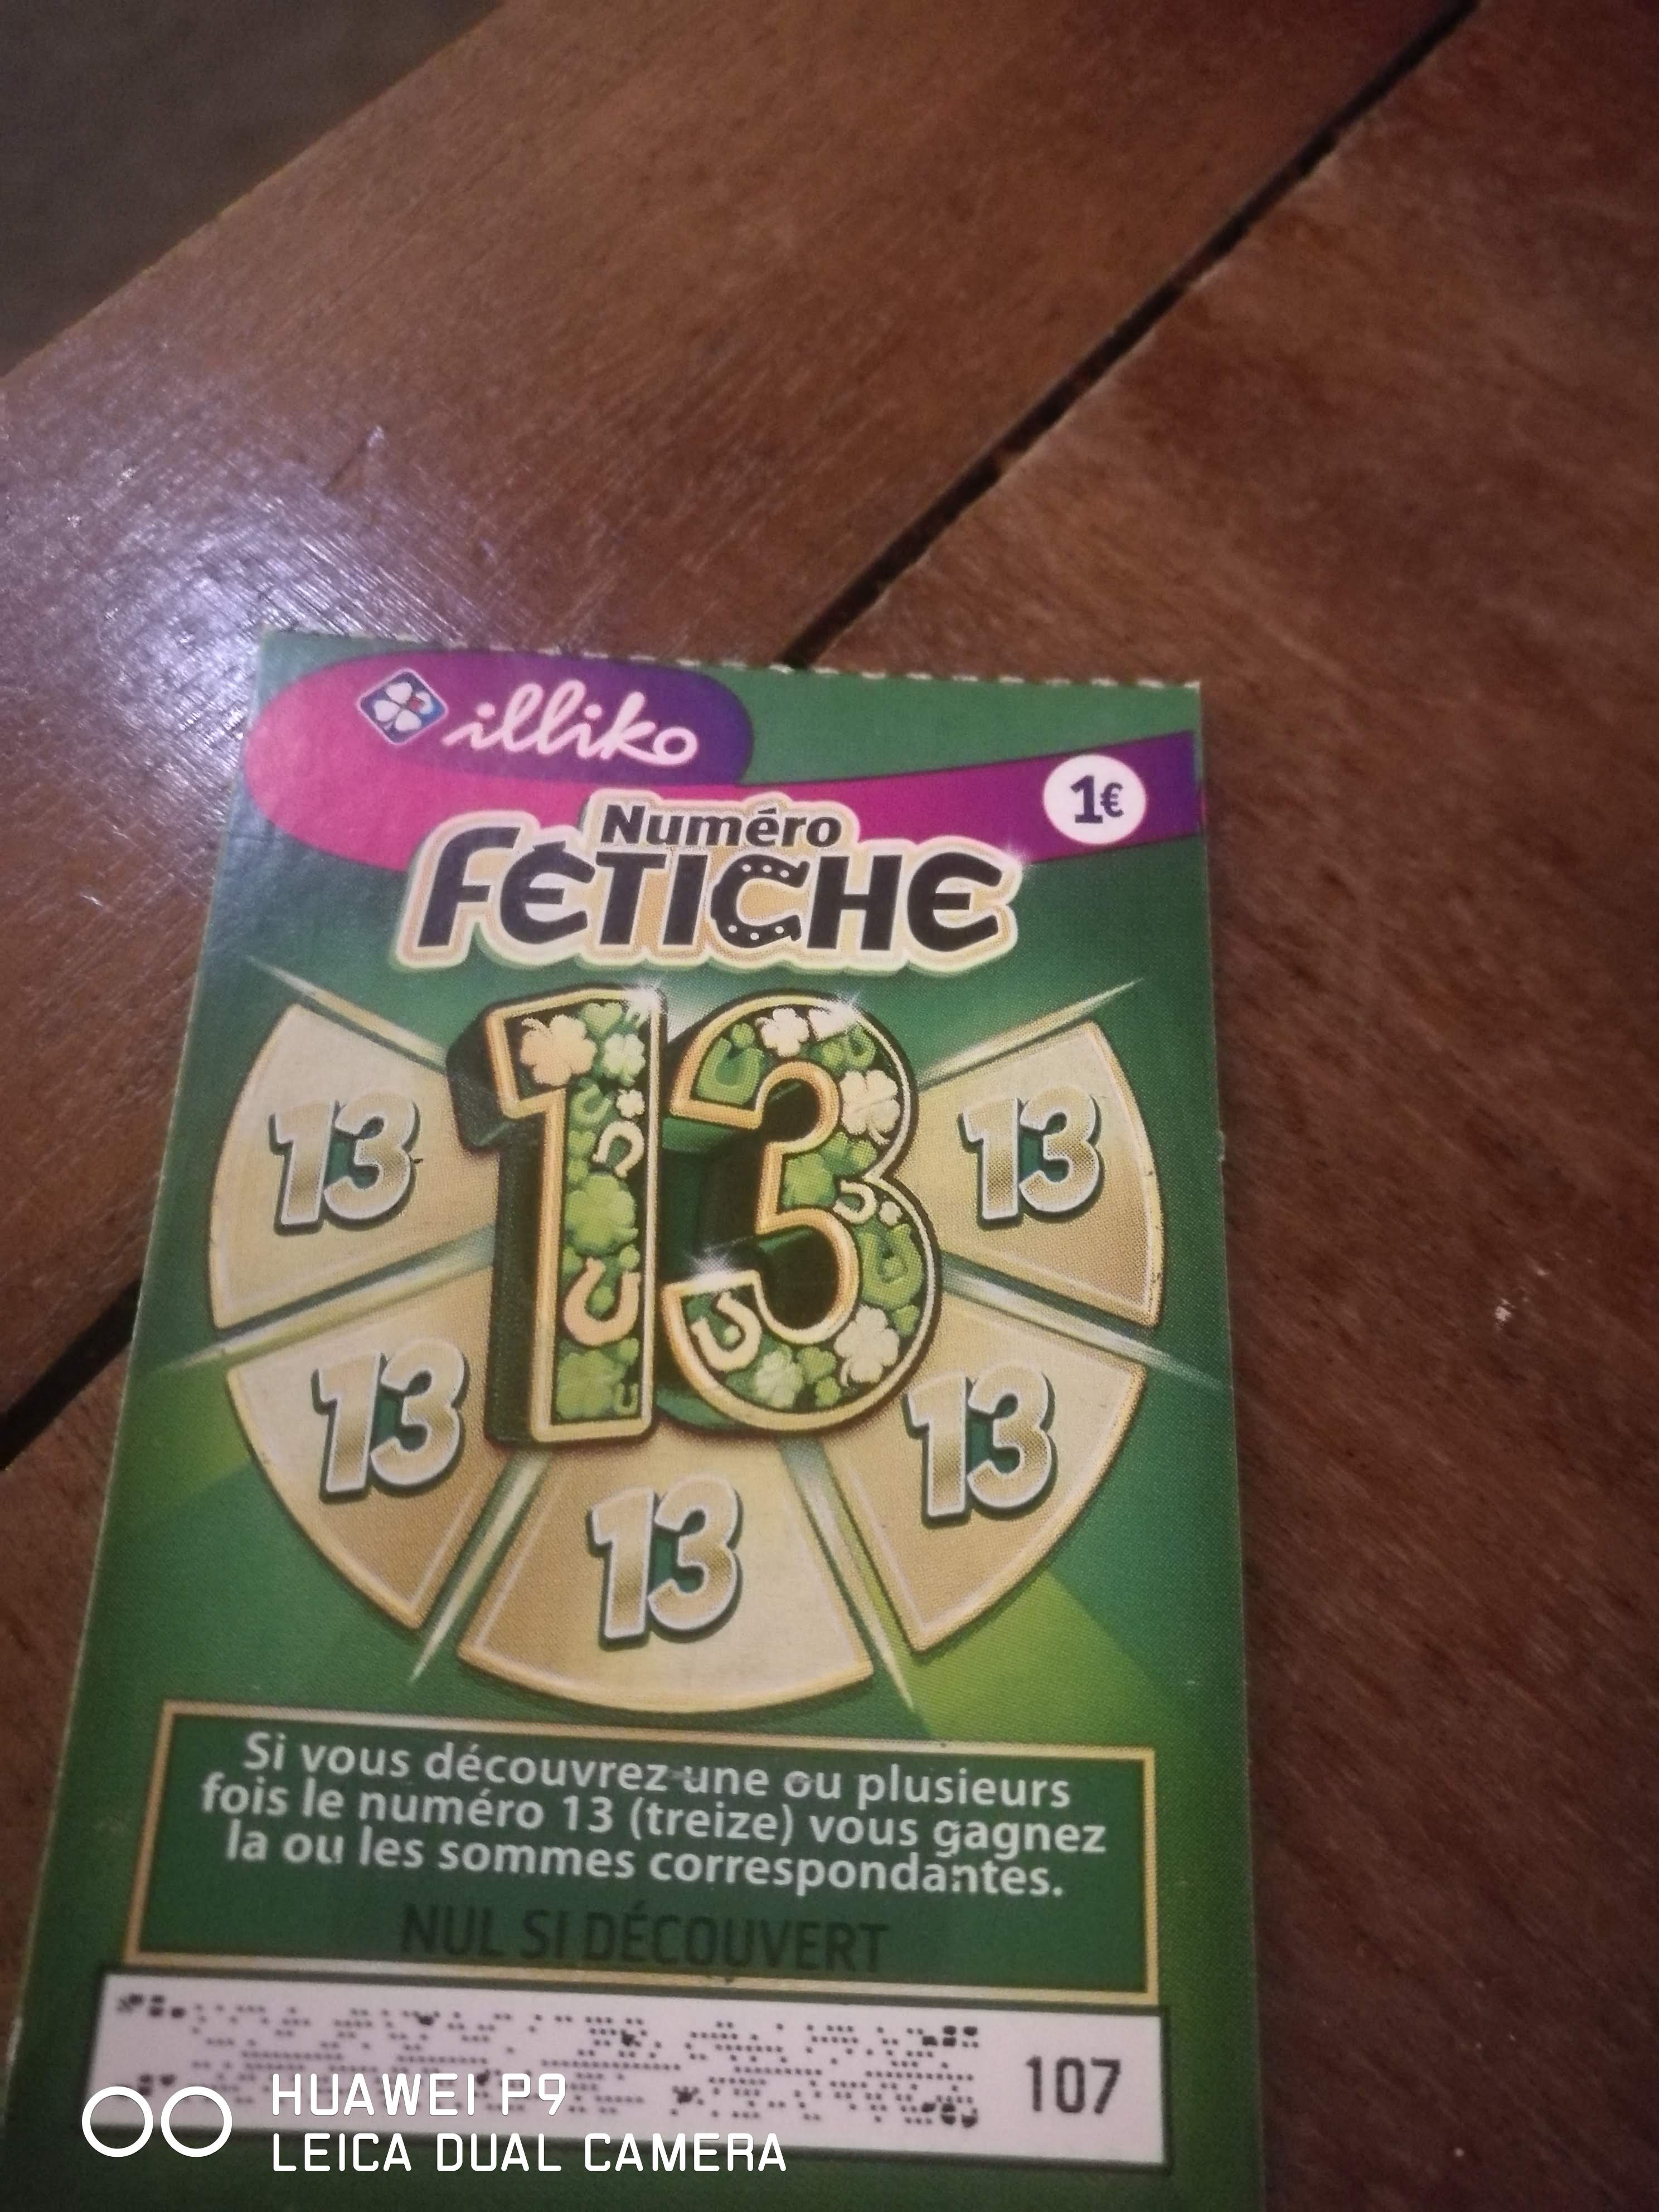 illiko
1€
Numéro
FÉTICHE
13
13
13
13
13
13
Si vous découvrez une ou plusieurs
fois le numéro 13 (treize) vous gagnez
la ou les sommes correspondantes.
NUL SI DÉCOUVERT
107
HUAWEI P9
LEICA DUAL CAMERA